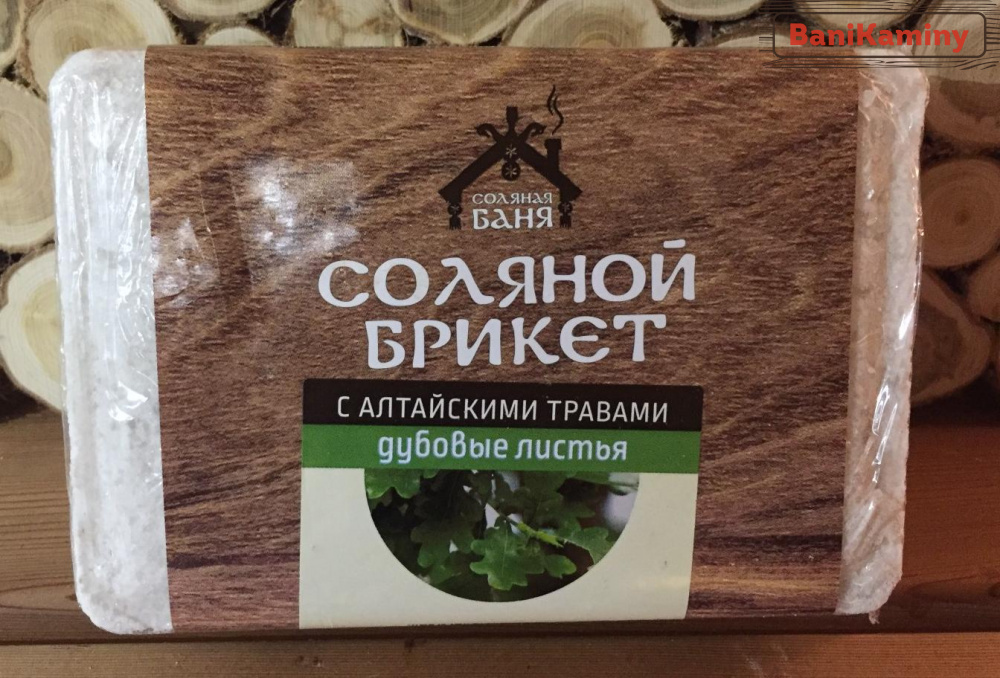 BaniKaminy
СОЛЯНАЯ
БАНЯ
СОЛЯНОЙ
БРИКЕТ
С АЛТАЙСКИМИ ТРАВАМИ
дубовые листья